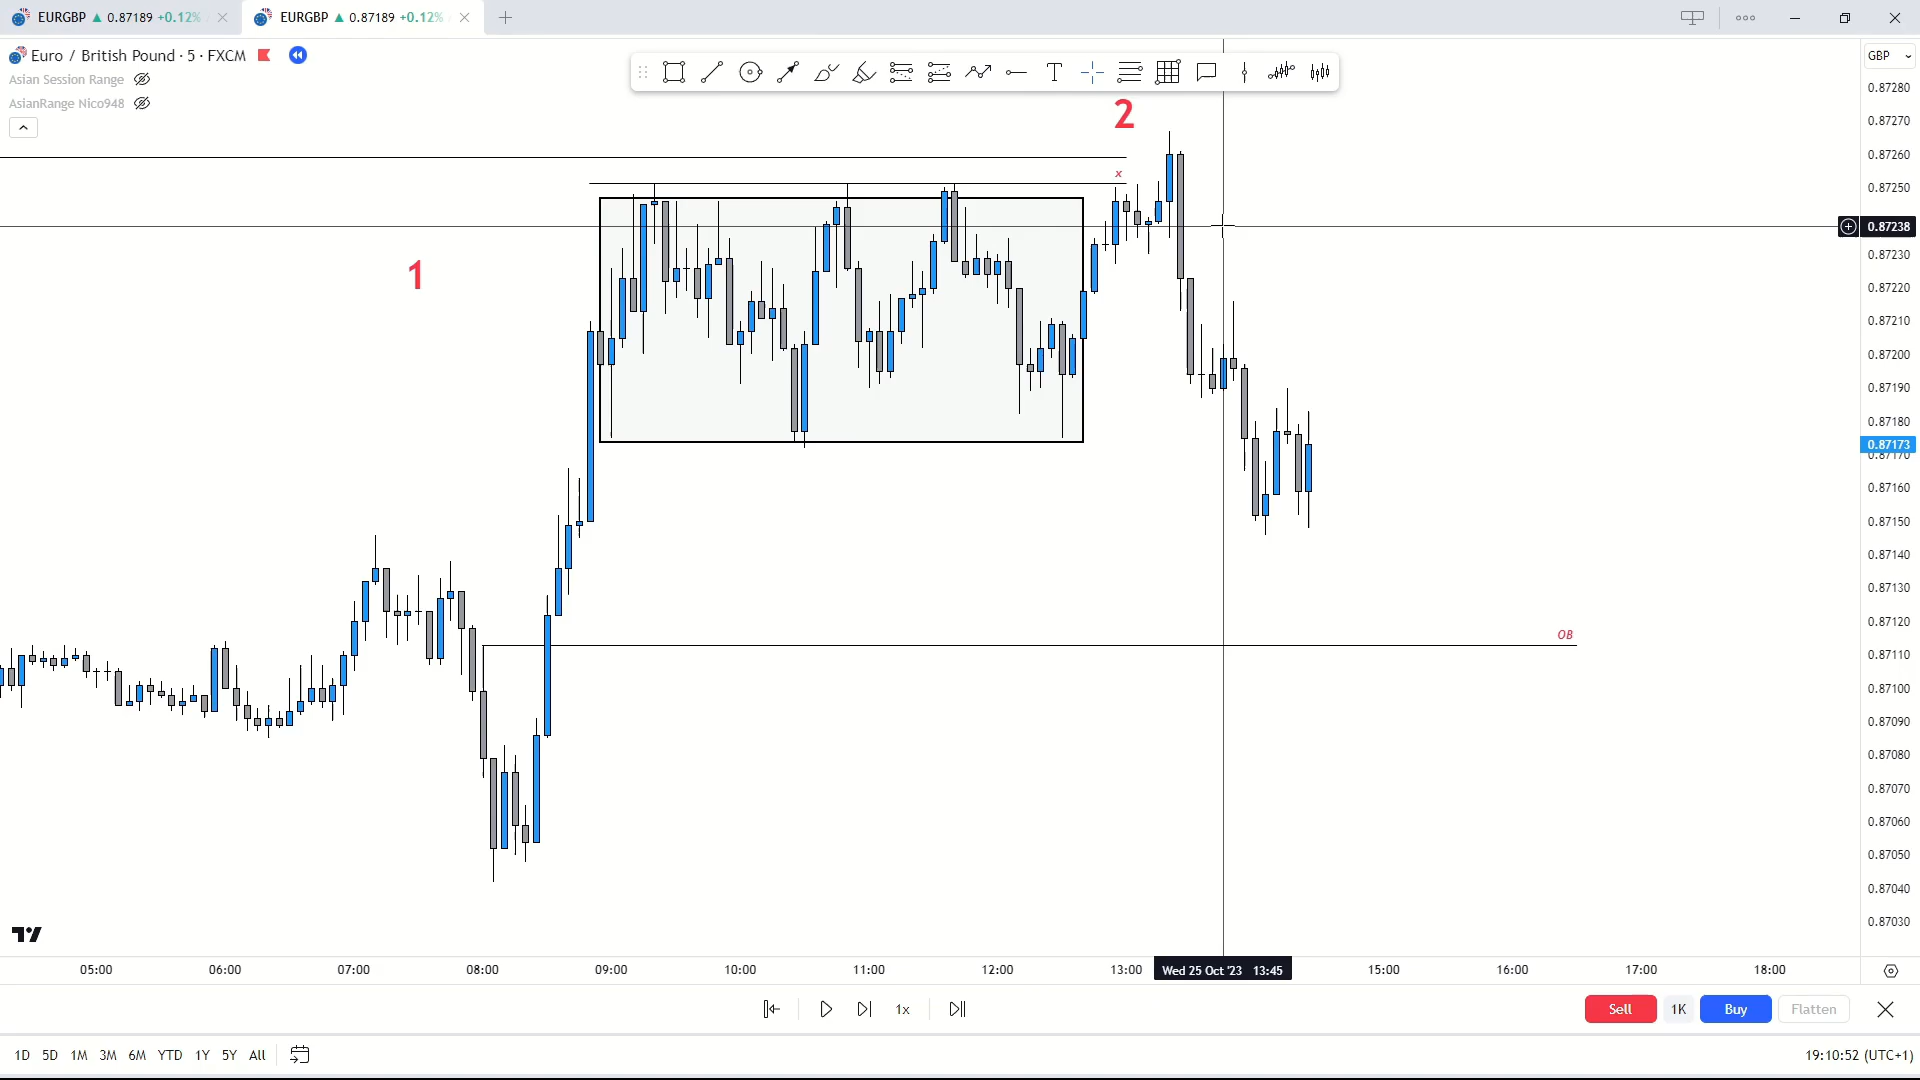 EURGBP ▲ 0.87189 +0.12%
EURGBP ▲ 0.87189 +0.12%
Euro / British Pound · 5 · FXCM
GBP
Asian Session Range
AsianRange Nico948
2
x
1
OB
0.87280
0.87270
0.87260
0.87250
0.87238
0.87230
0.87220
0.87210
0.87200
0.87190
0.87180
0.87173
0.87170
0.87160
0.87150
0.87140
0.87130
0.87120
0.87110
0.87100
0.87090
0.87080
0.87070
0.87060
0.87050
0.87040
0.87030
05:00 06:00 07:00 08:00 09:00 10:00 11:00 12:00 13:00 Wed 25 Oct '23 13:45 15:00 16:00 17:00 18:00
1x
Sell 1K Buy Flatten
1D 5D 1M 3M 6M YTD 1Y 5Y All
19:10:52 (UTC+1)